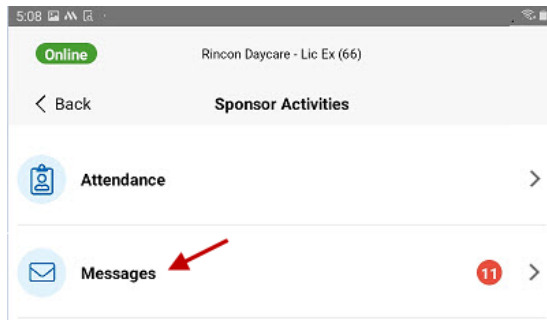 5:08
Online
Rincon Daycare - Lic Ex (66)
Back
Sponsor Activities
Attendance
Messages
11